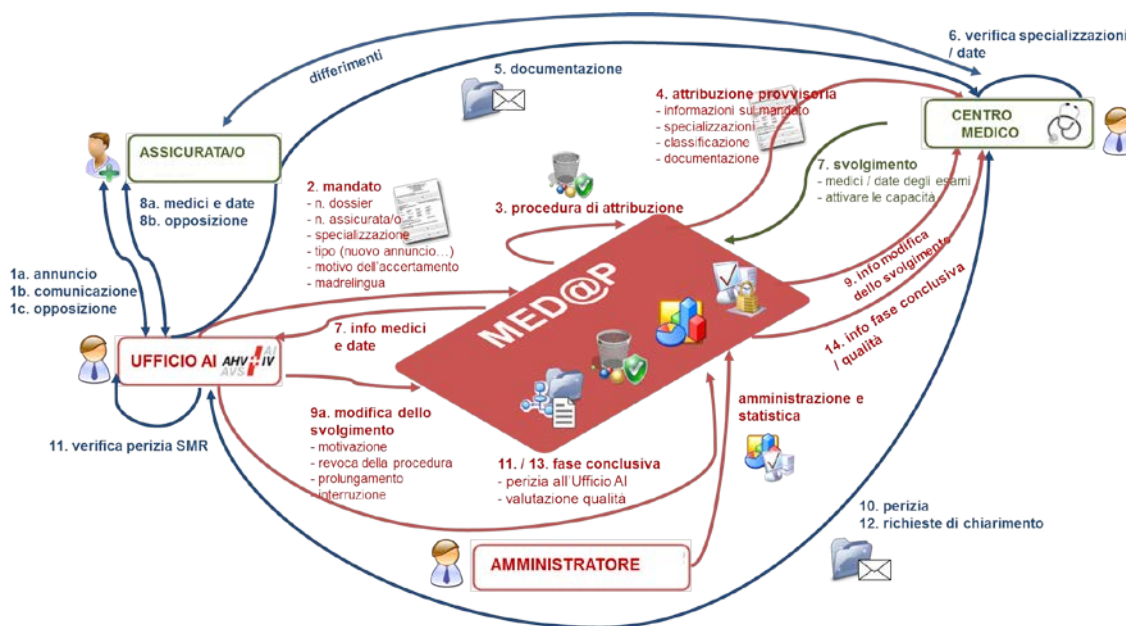 6. verifica specializzazioni
/ date
differimenti
5. documentazione
4. attribuzione provvisoria
- informazioni sul mandato
- specializzazioni
- classificazione
- documentazione
CENTRO
MEDICO
ASSICURATA/O
7. svolgimento
- medici / date degli esami
- attivare le capacità
8a. medici e date
8b. opposizione
2. mandato
- n. dossier
- n. assicurata/o
- specializzazione
- tipo (nuovo annuncio…)
- motivo dell'accertamento
- madrelingua
3. procedura di attribuzione
1a. annuncio
1b. comunicazione
1c. opposizione
MED@P
9. info modifica
dello svolgimento
14. info fase conclusiva
/ qualità
7. info medici
e date
UFFICIO AI
AHV
AVS
AI
IV
9a. modifica dello
svolgimento
- motivazione
- revoca della procedura
- prolungamento
- interruzione
amministrazione e
statistica
11. verifica perizia SMR
11. / 13. fase conclusiva
- perizia all'Ufficio AI
- valutazione qualità
10. perizia
12. richieste di chiarimento
AMMINISTRATORE